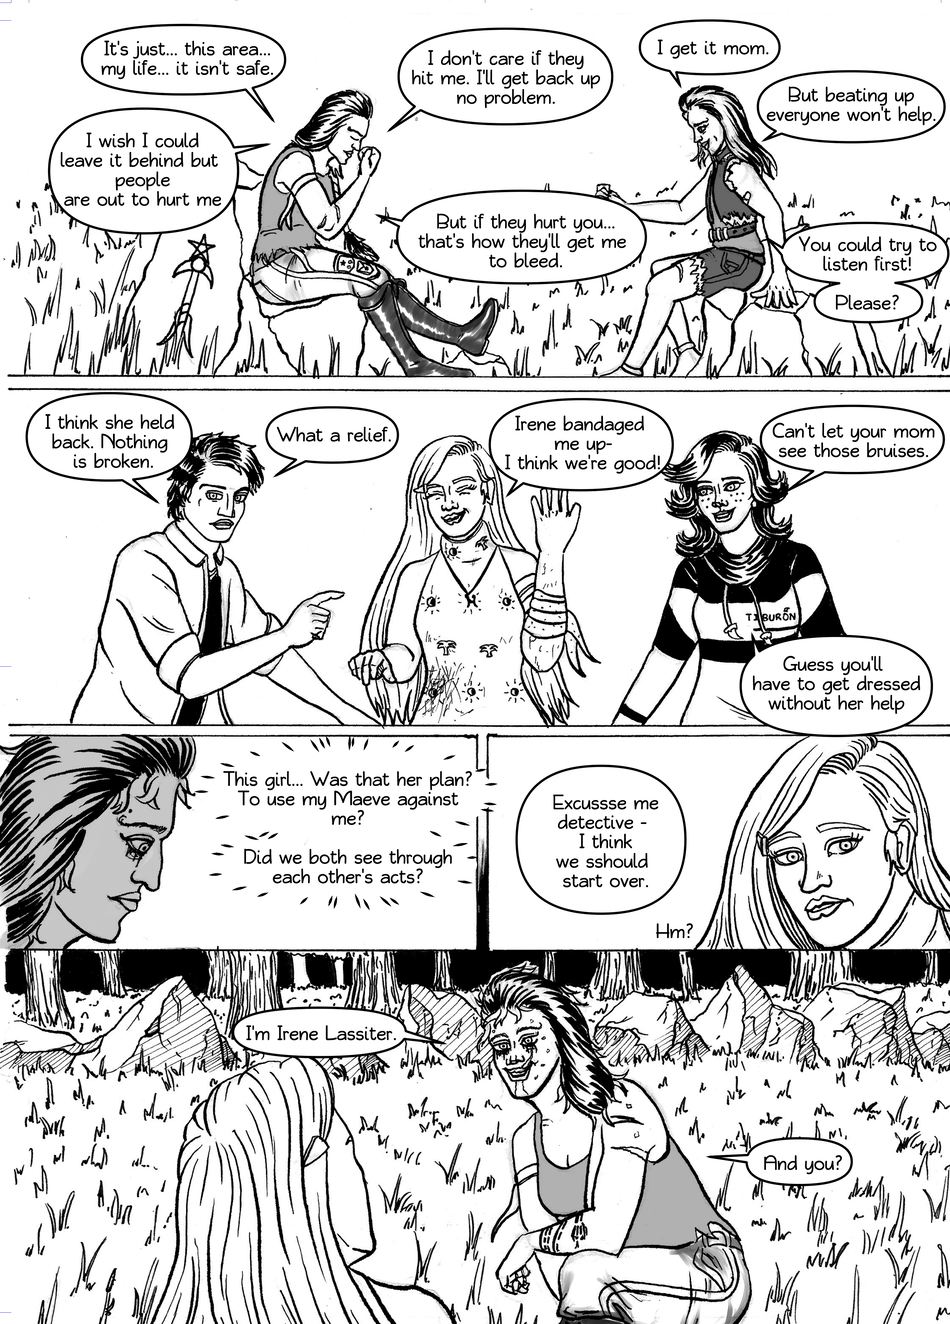 It's just... this area...
my life... it isn't safe.
I wish I could
leave it behind but
people
are out to hurt me
I don't care if they
hit me. I'll get back up
no problem.
But if they hurt you...
that's how they'll get me
to bleed.
I get it mom.
But beating up
everyone won't help.
You could try to
listen first!
Please?
I think she held
back. Nothing
is broken.
What a relief.
Irene bandaged
me up-
I think we're good!
Can't let your mom
see those bruises.
TIBURÓN
Guess you'll
have to get dressed
without her help
This girl... Was that her plan?
To use my Maeve against
me?
Did we both see through
each other's acts?
Excussse me
detective -
I think
we sshould
start over.
Hm?
I'm Irene Lassiter.
And you?